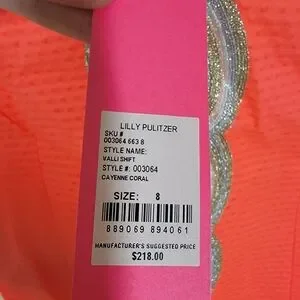 LILLY PULITZER
SKU #
003064 663 8
STYLE NAME:
VALLI SHIFT
STYLE #: 003064
CAYENNE CORAL
SIZE: 8
889069 894061
MANUFACTURER'S SUGGESTED PRICE
$218.00